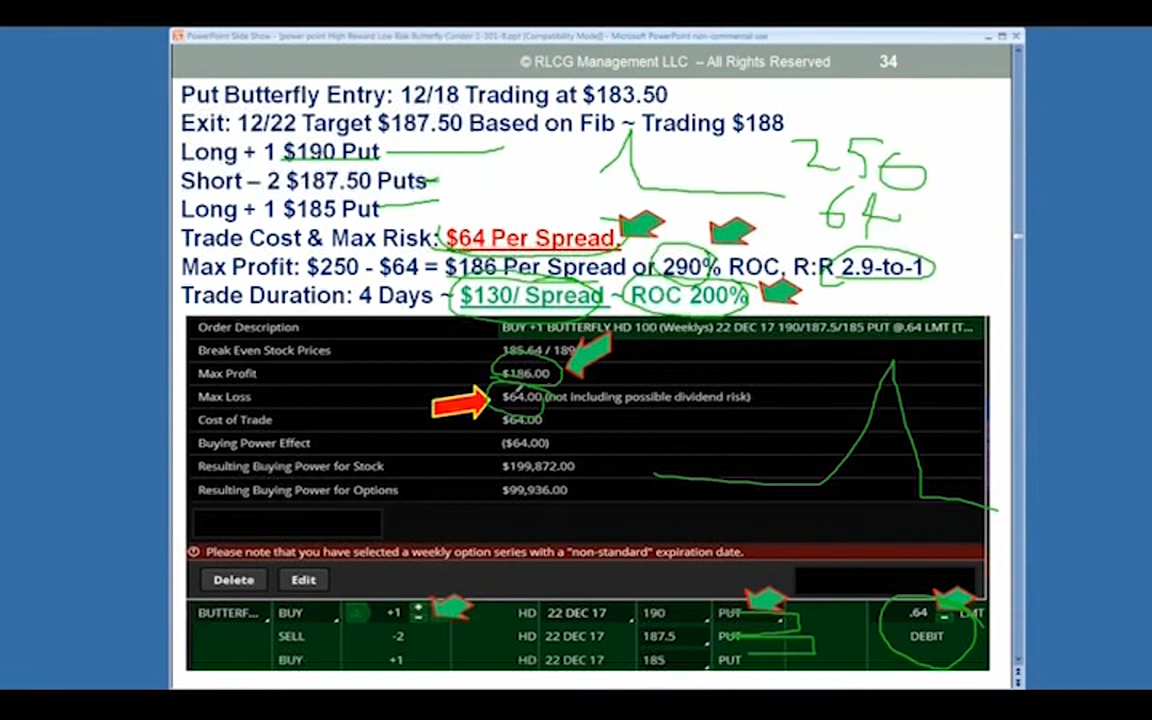 PowerPoint Slide Show - [power point High Reward Low Risk Butterfly Condor 1-301-8.ppt [Compatibility Mode]] - Microsoft PowerPoint non-commercial use
© RLCG Management LLC – All Rights Reserved 34
Put Butterfly Entry: 12/18 Trading at $183.50
Exit: 12/22 Target $187.50 Based on Fib ~ Trading $188
Long + 1 $190 Put
Short – 2 $187.50 Puts
Long + 1 $185 Put
250
64
Trade Cost & Max Risk: $64 Per Spread.
Max Profit: $250 - $64 = $186 Per Spread or 290% ROC, R:R 2.9-to-1
Trade Duration: 4 Days ~ $130/ Spread ~ ROC 200%
Order Description BUY +1 BUTTERFLY HD 100 (Weeklys) 22 DEC 17 190/187.5/185 PUT @.64 LMT [T...
Break Even Stock Prices 185.64 / 189
Max Profit $186.00
Max Loss $64.00 (not including possible dividend risk)
Cost of Trade $64.00
Buying Power Effect ($64.00)
Resulting Buying Power for Stock $199,872.00
Resulting Buying Power for Options $99,936.00
Please note that you have selected a weekly option series with a "non-standard" expiration date.
Delete Edit
BUTTERF... BUY +1 HD 22 DEC 17 190 PUT .64 LMT
SELL -2 HD 22 DEC 17 187.5 PUT DEBIT
BUY +1 HD 22 DEC 17 185 PUT